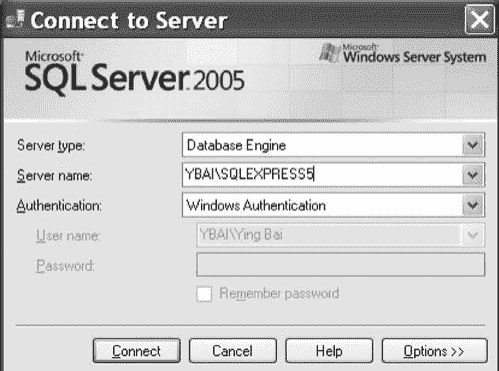 Connect to Server
Microsoft
SQL Server 2005
Microsoft
Windows Server System
Server type: Database Engine
Server name: YBAI\SQLEXPRESS5
Authentication: Windows Authentication
User name: YBAI\Ying Bai
Password:
Remember password
Connect Cancel Help Options >>